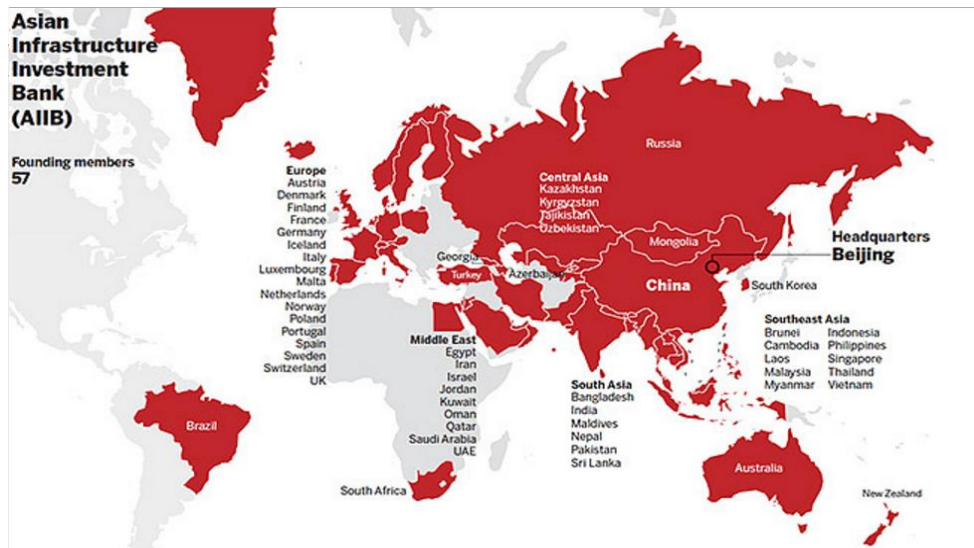 Asian
Infrastructure
Investment
Bank
(AIIB)
Founding members
57
Europe
Austria
Denmark
Finland
France
Germany
Iceland
Italy
Luxembourg
Malta
Netherlands
Norway
Poland
Portugal
Spain
Sweden
Switzerland
UK
Russia
Central Asia
Kazakhstan
Kyrgyzstan
Tajikistan
Uzbekistan
Mongolia
Headquarters
Beijing
Georgia
Turkey
Azerbaijan
China
South Korea
Middle East
Egypt
Iran
Israel
Jordan
Kuwait
Oman
Qatar
Saudi Arabia
UAE
South Asia
Bangladesh
India
Maldives
Nepal
Pakistan
Sri Lanka
Southeast Asia
Brunei Indonesia
Cambodia Philippines
Laos Singapore
Malaysia Thailand
Myanmar Vietnam
Brazil
South Africa
Australia
New Zealand